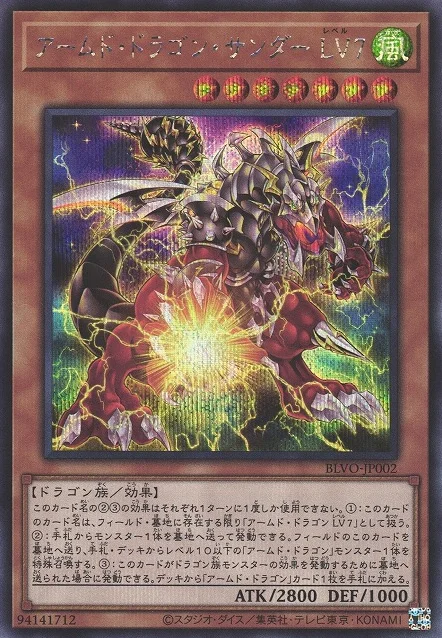 アームド・ドラゴン・サンダー LV7
レベル
風
BLVO-JP002
【ドラゴン族／効果】
このカード名の②③の効果はそれぞれ1ターンに1度しか使用できない。①：このカード
のカード名は、フィールド・墓地に存在する限り「アームド・ドラゴン LV7」として扱う。
②：手札からモンスター1体を墓地へ送って発動できる。フィールドのこのカードを
墓地へ送り、手札・デッキからレベル10以下の「アームド・ドラゴン」モンスター1体を
特殊召喚する。③：このカードがドラゴン族モンスターの効果を発動するために墓地へ
送られた場合に発動できる。デッキから「アームド・ドラゴン」カード1枚を手札に加える。
ATK/2800 DEF/1000
94141712
©スタジオ・ダイス／集英社・テレビ東京・KONAMI